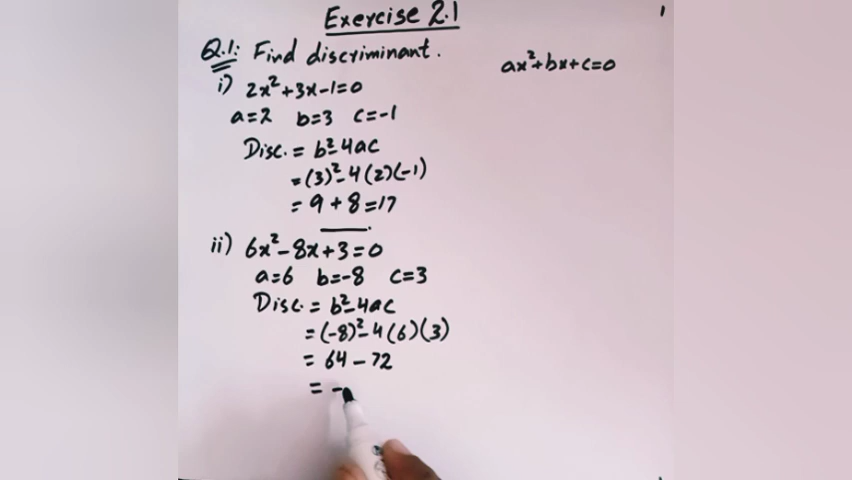 Exercise 2.1
Q.1: Find discriminant.
ax²+bx+c=0
i) 2x²+3x-1=0
a=2 b=3 c=-1
Disc. = b²-4ac
= (3)²-4(2)(-1)
= 9+8=17
ii) 6x²-8x+3=0
a=6 b=-8 c=3
Disc. = b²-4ac
= (-8)²-4(6)(3)
= 64-72
= -